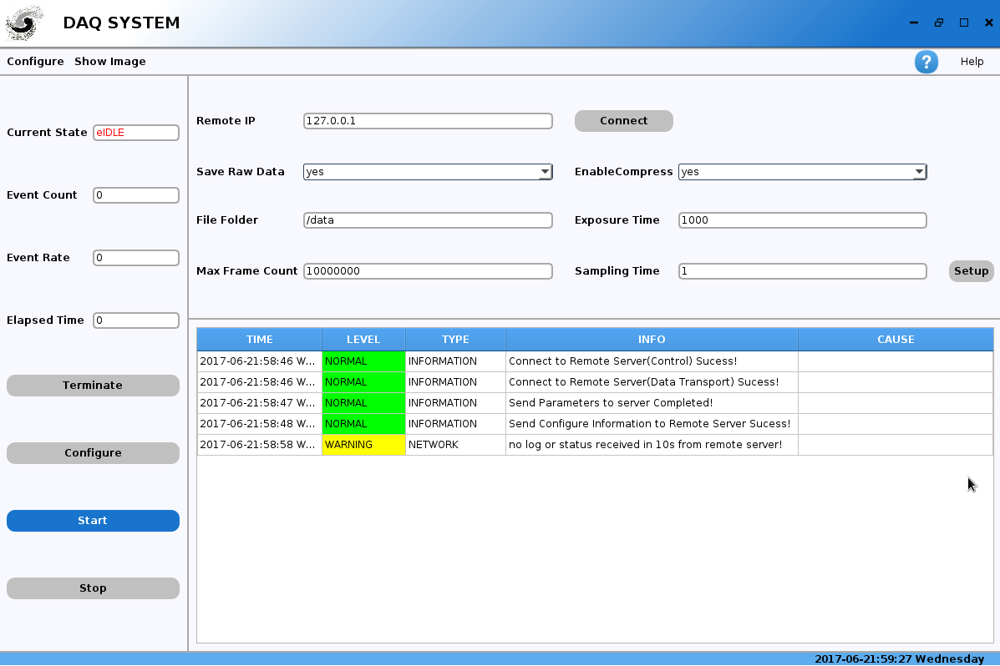 DAQ SYSTEM
Configure Show Image ? Help
Current State eIDLE
Event Count 0
Event Rate 0
Elapsed Time 0
Terminate
Configure
Start
Stop
Remote IP 127.0.0.1 Connect
Save Raw Data yes EnableCompress yes
File Folder /data Exposure Time 1000
Max Frame Count 10000000 Sampling Time 1 Setup
TIME LEVEL TYPE INFO CAUSE
2017-06-21:58:46 W... NORMAL INFORMATION Connect to Remote Server(Control) Sucess!
2017-06-21:58:46 W... NORMAL INFORMATION Connect to Remote Server(Data Transport) Sucess!
2017-06-21:58:47 W... NORMAL INFORMATION Send Parameters to server Completed!
2017-06-21:58:48 W... NORMAL INFORMATION Send Configure Information to Remote Server Sucess!
2017-06-21:58:58 W... WARNING NETWORK no log or status received in 10s from remote server!
2017-06-21:59:27 Wednesday